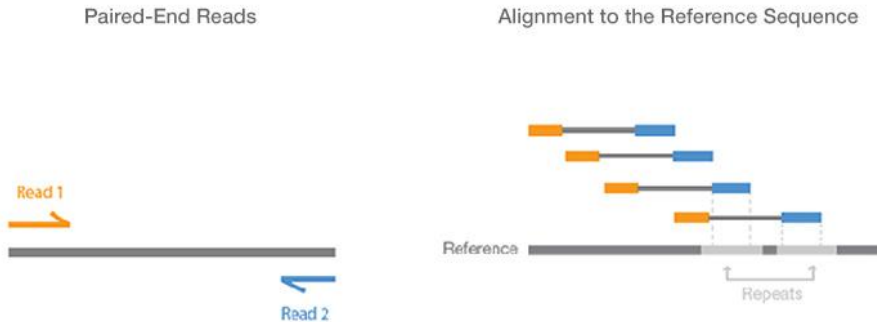 Paired-End Reads
Alignment to the Reference Sequence
Read 1
Reference
Repeats
Read 2